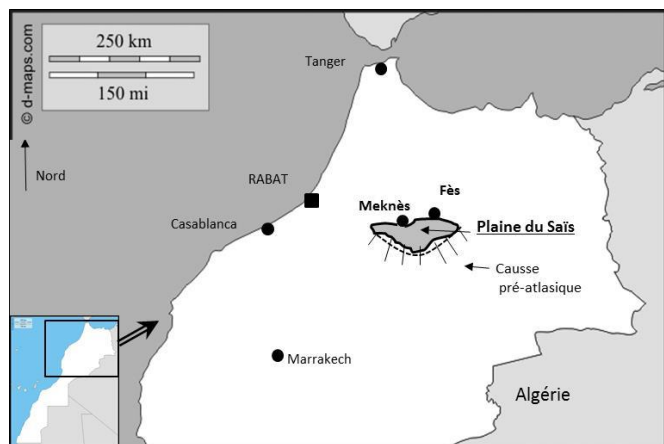 © d-maps.com
250 km
150 mi
Nord
Tanger
RABAT
Casablanca
Meknès
Fès
Plaine du Saïs
Causse
pré-atlasique
Marrakech
Algérie